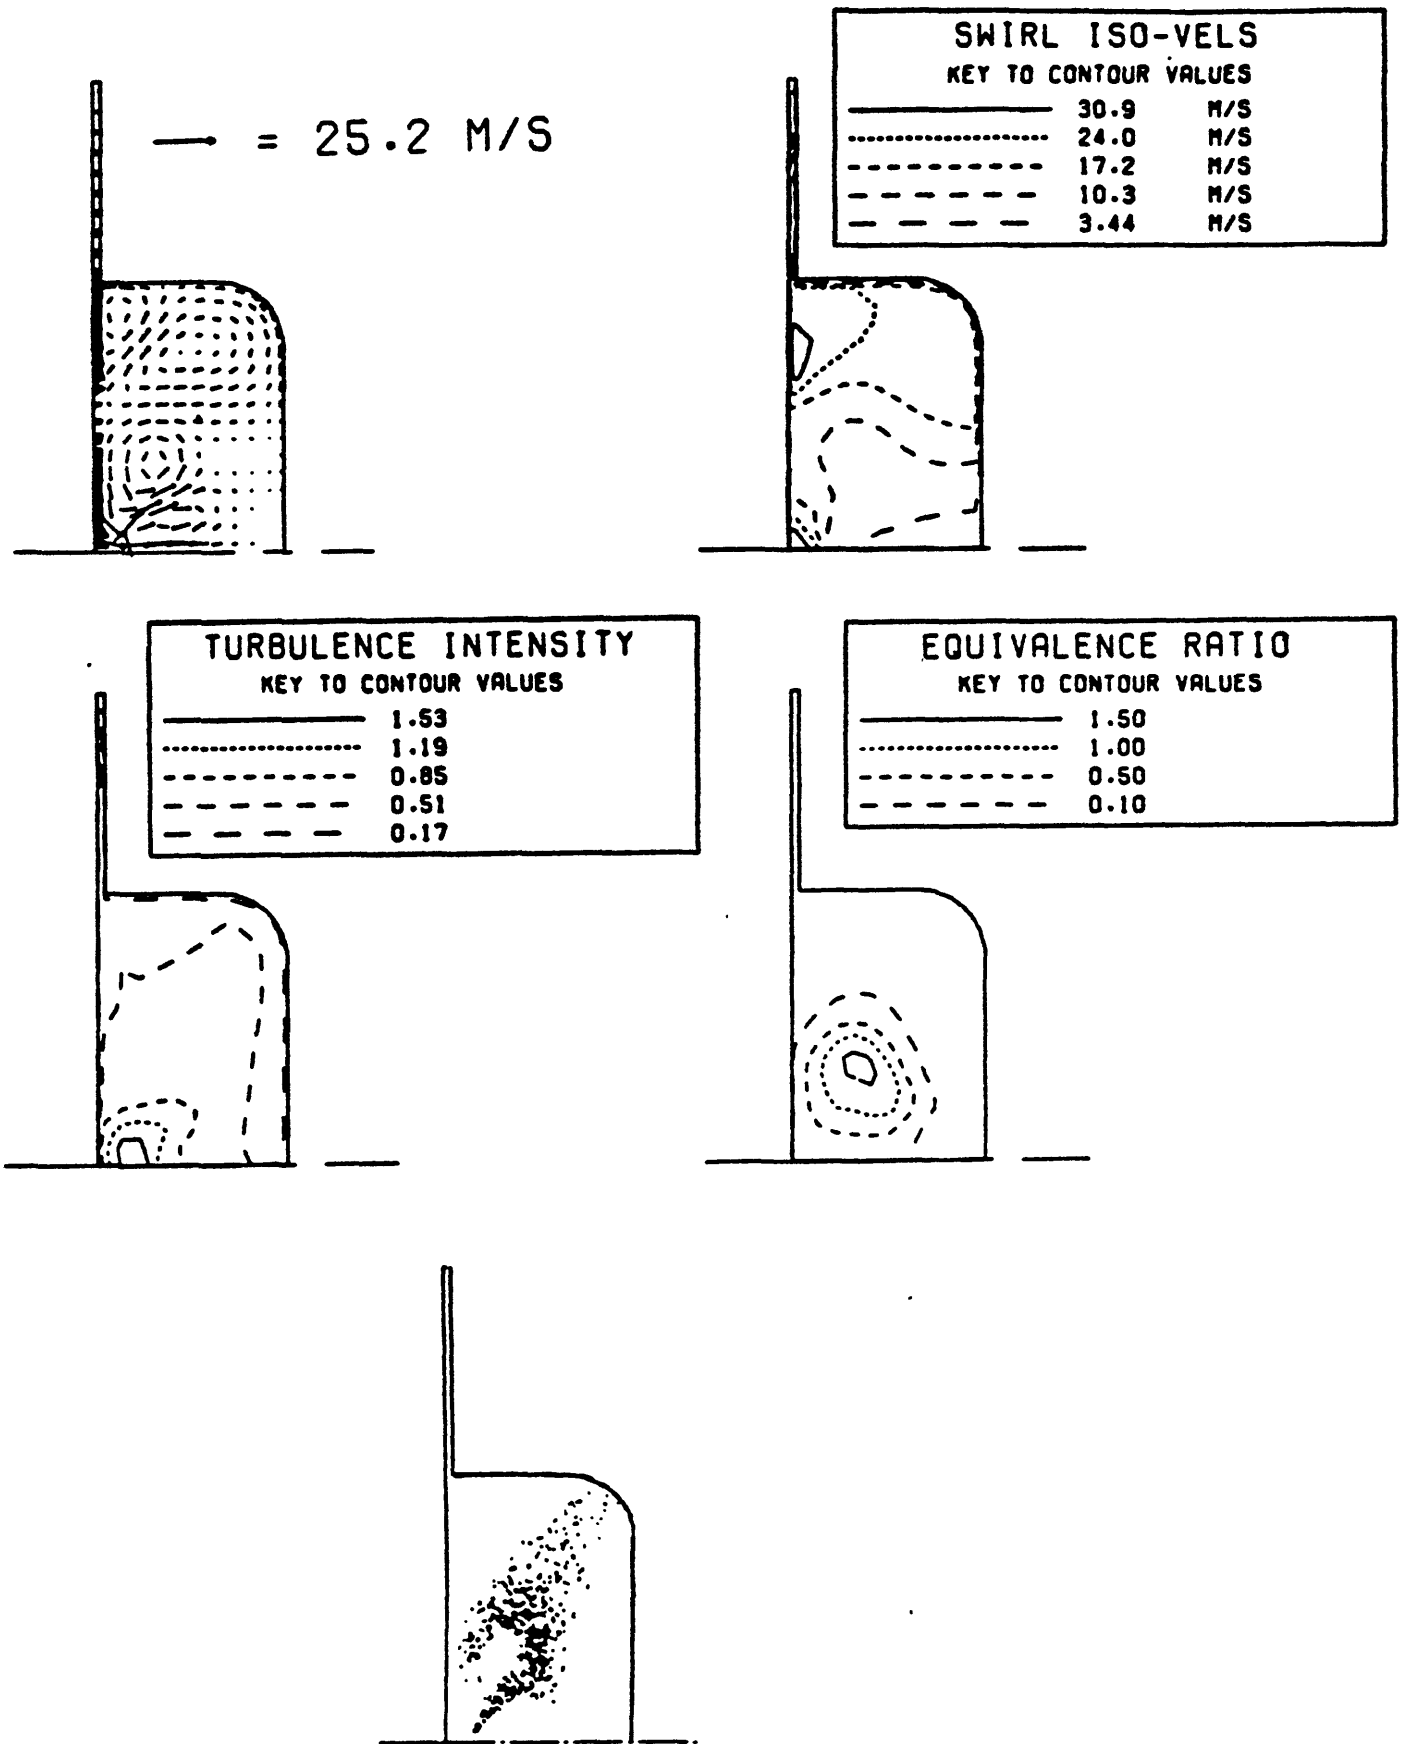 = 25.2 M/S
SWIRL ISO-VELS
KEY TO CONTOUR VALUES
30.9 M/S
24.0 M/S
17.2 M/S
10.3 M/S
3.44 M/S
TURBULENCE INTENSITY
KEY TO CONTOUR VALUES
1.53
1.19
0.85
0.51
0.17
EQUIVALENCE RATIO
KEY TO CONTOUR VALUES
1.50
1.00
0.50
0.10